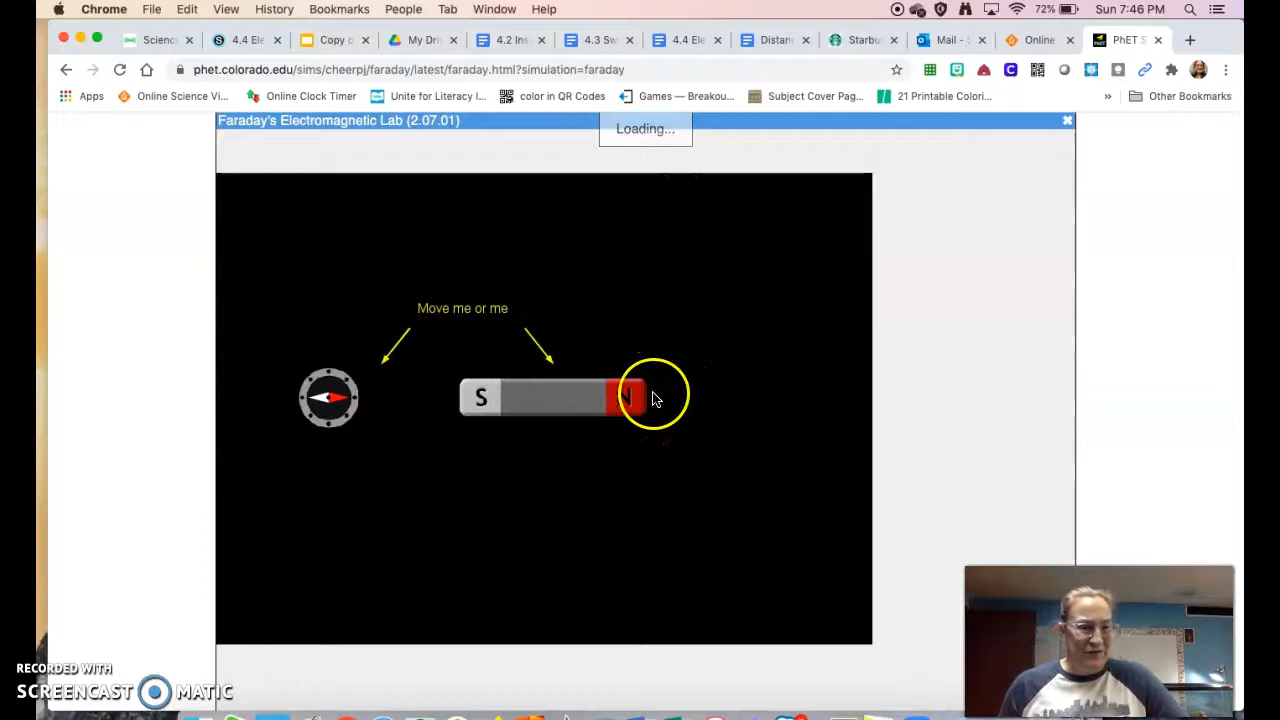 Chrome File Edit View History Bookmarks People Tab Window Help 72% Sun 7:46 PM
Science 4.4 Ele Copy o My Dri 4.2 Ins 4.3 Sw 4.4 Ele Distan Starbu Mail - S Online PhET S
phet.colorado.edu/sims/cheerpj/faraday/latest/faraday.html?simulation=faraday
Apps Online Science Vi... Online Clock Timer Unite for Literacy l... color in QR Codes Games — Breakou... Subject Cover Pag... 21 Printable Colori... » Other Bookmarks
Faraday's Electromagnetic Lab (2.07.01)
Loading...
Move me or me
S N
RECORDED WITH
SCREENCAST MATIC